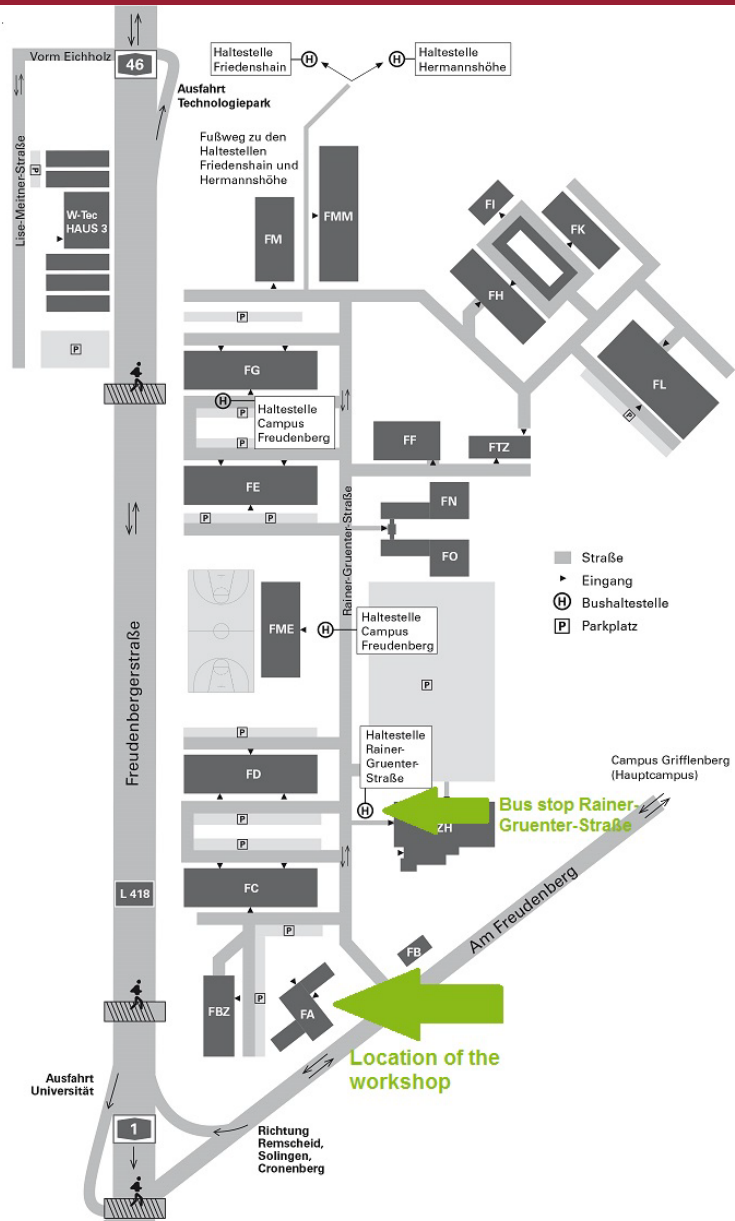 Vorm Eichholz
46
Ausfahrt
Technologiepark
Haltestelle
Friedenshain
H
H
Haltestelle
Hermannshöhe
Lise-Meitner-Straße
P
W-Tec
HAUS 3
P
Fußweg zu den
Haltestellen
Friedenshain und
Hermannshöhe
FM
FMM
FI
FK
FH
FL
P
P
FG
H
P
Haltestelle
Campus
Freudenberg
P
FF
FTZ
FE
P
P
FN
FO
Rainer-Gruenter-Straße
Freudenbergerstraße
Straße
Eingang
H
Bushaltestelle
P
Parkplatz
FME
H
Haltestelle
Campus
Freudenberg
P
P
Haltestelle
Rainer-
Gruenter-
Straße
H
FD
P
P
Campus Grifflenberg
(Hauptcampus)
Bus stop Rainer-
Gruenter-Straße
ZH
L 418
FC
P
Am Freudenberg
FB
FBZ
P
FA
Location of the
workshop
Ausfahrt
Universität
1
Richtung
Remscheid,
Solingen,
Cronenberg